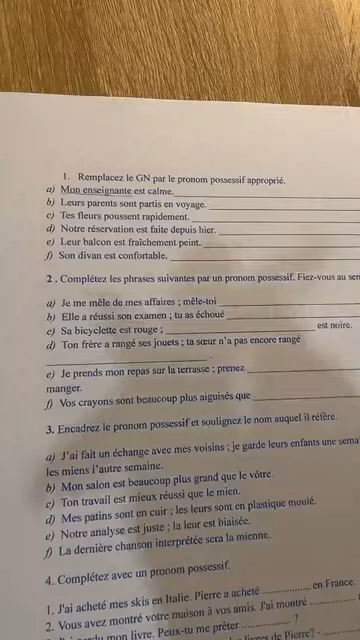 1. Remplacez le GN par le pronom possessif approprié.
a) Mon enseignante est calme.
b) Leurs parents sont partis en voyage.
c) Tes fleurs poussent rapidement.
d) Notre réservation est faite depuis hier.
e) Leur balcon est fraîchement peint.
f) Son divan est confortable.
2 . Complétez les phrases suivantes par un pronom possessif. Fiez-vous au
a) Je me mêle de mes affaires ; mêle-toi
b) Elle a réussi son examen ; tu as échoué
c) Sa bicyclette est rouge ; est noire.
d) Ton frère a rangé ses jouets ; ta sœur n'a pas encore rangé
.
e) Je prends mon repas sur la terrasse ; prenez
manger.
f) Vos crayons sont beaucoup plus aiguisés que
3. Encadrez le pronom possessif et soulignez le nom auquel il réfère.
a) J'ai fait un échange avec mes voisins ; je garde leurs enfants une
les miens l'autre semaine.
b) Mon salon est beaucoup plus grand que le vôtre.
c) Ton travail est mieux réussi que le mien.
d) Mes patins sont en cuir ; les leurs sont en plastique moulé.
e) Notre analyse est juste ; la leur est biaisée.
f) La dernière chanson interprétée sera la mienne.
4. Complétez avec un pronom possessif.
1. J'ai acheté mes skis en Italie. Pierre a acheté ............... en France.
2. Vous avez montré votre maison à vos amis. J'ai montré ...............
perdu mon livre. Peux-tu me prêter ............... ?
livres de Pierre? -